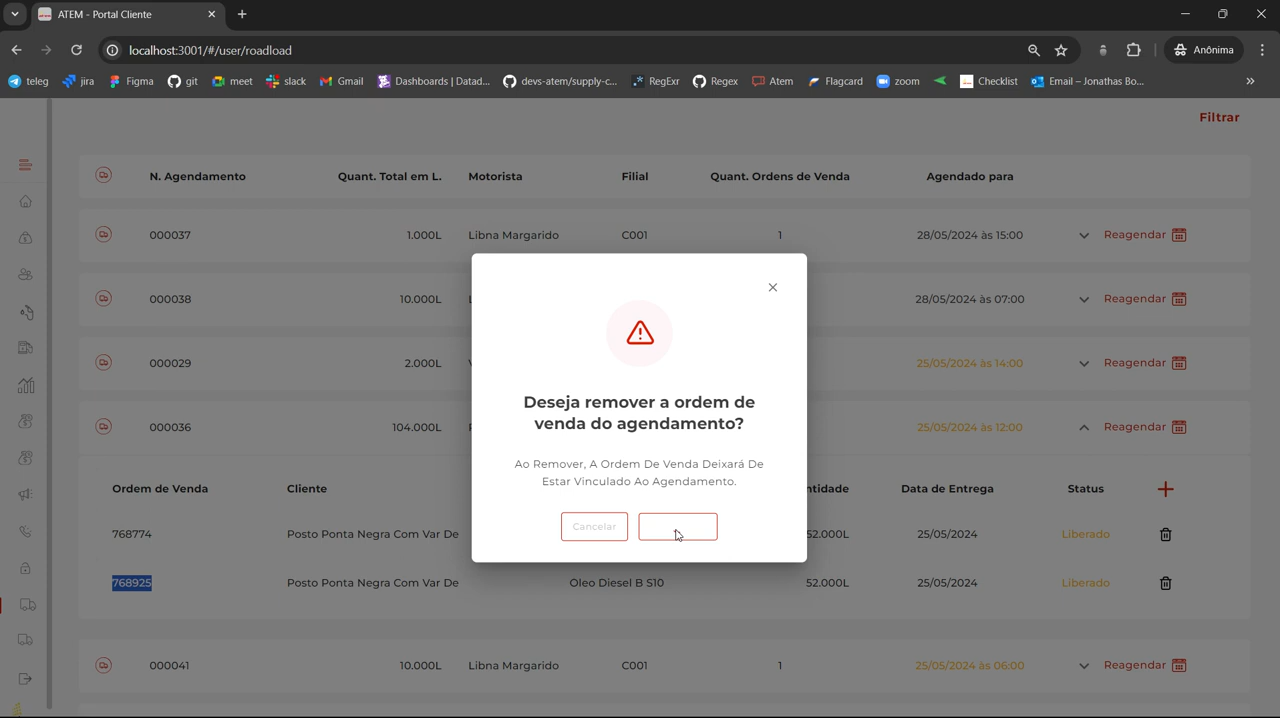 ATEM - Portal Cliente
localhost:3001/#/user/roadload
Anônima
teleg jira Figma git meet slack Gmail Dashboards | Datad... devs-atem/supply-c... RegExr Regex Atem Flagcard zoom Checklist Email – Jonathas Bo...
Filtrar
N. Agendamento Quant. Total em L. Motorista Filial Quant. Ordens de Venda Agendado para
000037 1.000L Libna Margarido C001 1 28/05/2024 às 15:00 Reagendar
000038 10.000L 28/05/2024 às 07:00 Reagendar
000029 2.000L 25/05/2024 às 14:00 Reagendar
000036 104.000L 25/05/2024 às 12:00 Reagendar
Deseja remover a ordem de
venda do agendamento?
Ao Remover, A Ordem De Venda Deixará De
Estar Vinculado Ao Agendamento.
Cancelar
Ordem de Venda Cliente ntidade Data de Entrega Status
768774 Posto Ponta Negra Com Var De 52.000L 25/05/2024 Liberado
768925 Posto Ponta Negra Com Var De Oleo Diesel B S10 52.000L 25/05/2024 Liberado
000041 10.000L Libna Margarido C001 1 25/05/2024 às 06:00 Reagendar